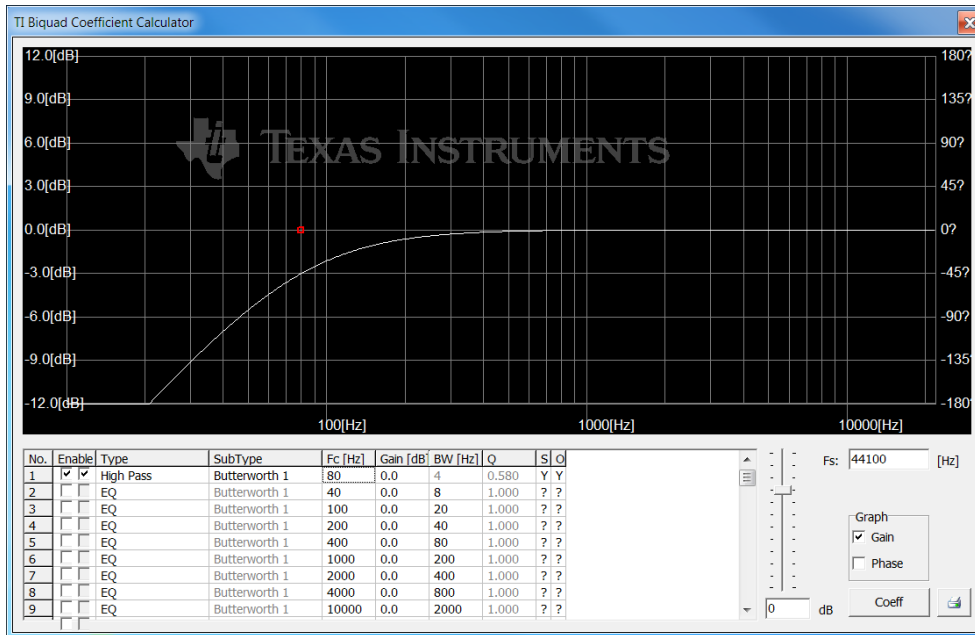 TI Biquad Coefficient Calculator
12.0[dB] 180?
9.0[dB] 135?
TEXAS INSTRUMENTS
6.0[dB] 90?
3.0[dB] 45?
0.0[dB] 0?
-3.0[dB] -45?
-6.0[dB] -90?
-9.0[dB] -135?
-12.0[dB] -180?
100[Hz] 1000[Hz] 10000[Hz]
No. Enable Type SubType Fc [Hz] Gain [dB] BW [Hz] Q S O
1 High Pass Butterworth 1 80 0.0 4 0.580 Y Y
2 EQ Butterworth 1 40 0.0 8 1.000 ? ?
3 EQ Butterworth 1 100 0.0 20 1.000 ? ?
4 EQ Butterworth 1 200 0.0 40 1.000 ? ?
5 EQ Butterworth 1 400 0.0 80 1.000 ? ?
6 EQ Butterworth 1 1000 0.0 200 1.000 ? ?
7 EQ Butterworth 1 2000 0.0 400 1.000 ? ?
8 EQ Butterworth 1 4000 0.0 800 1.000 ? ?
9 EQ Butterworth 1 10000 0.0 2000 1.000 ? ?
Fs: 44100 [Hz]
Graph
Gain
Phase
0 dB
Coeff